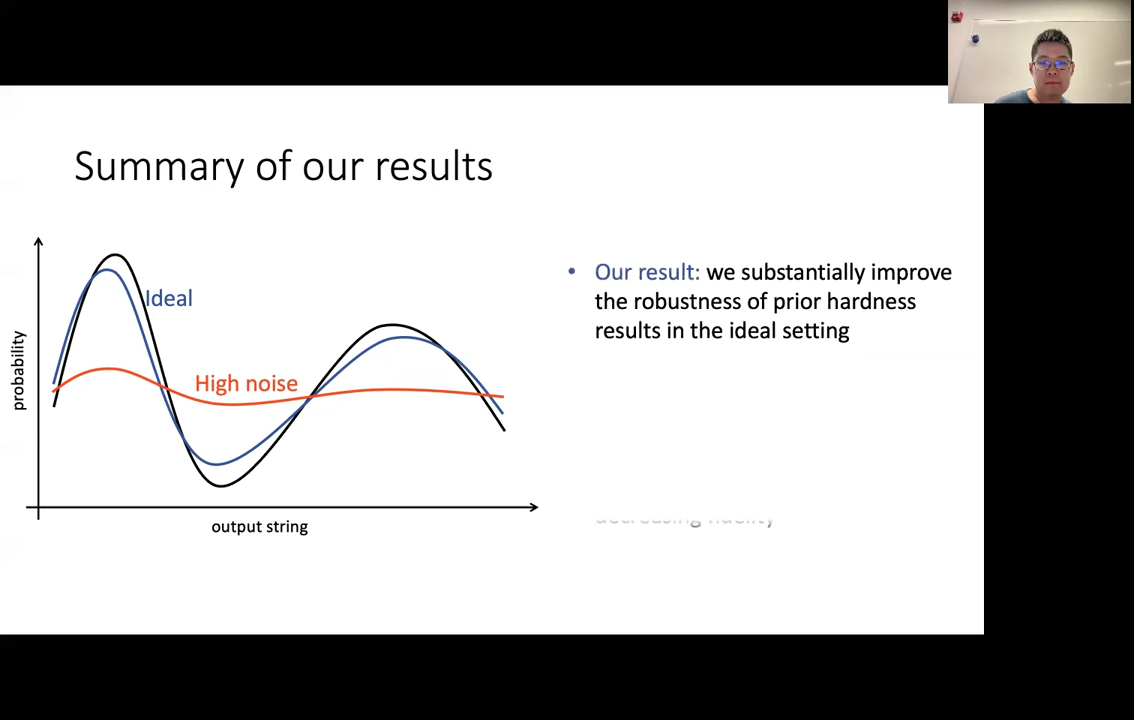 Summary of our results
Ideal
High noise
probability
output string
• Our result: we substantially improve
the robustness of prior hardness
results in the ideal setting